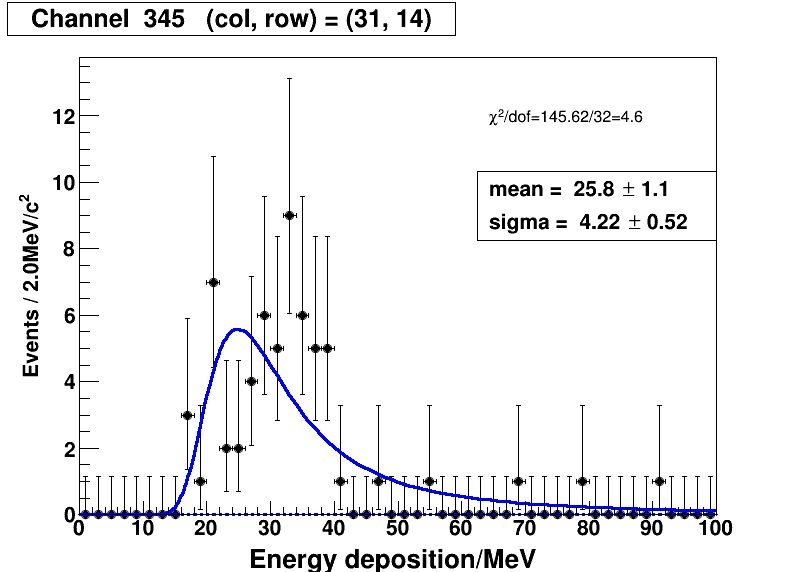 Channel 345 (col, row) = (31, 14)
χ²/dof=145.62/32=4.6
mean = 25.8 ± 1.1
sigma = 4.22 ± 0.52
Events / 2.0MeV/c²
12
10
8
6
4
2
0
0 10 20 30 40 50 60 70 80 90 100
Energy deposition/MeV